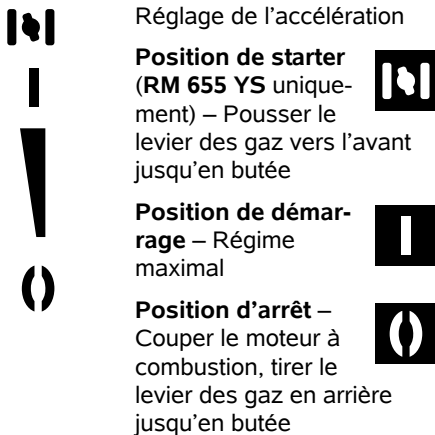 Réglage de l'accélération
Position de starter
(RM 655 YS unique-
ment) – Pousser le
levier des gaz vers l'avant
jusqu'en butée
Position de démar-
rage – Régime
maximal
Position d'arrêt –
Couper le moteur à
combustion, tirer le
levier des gaz en arrière
jusqu'en butée